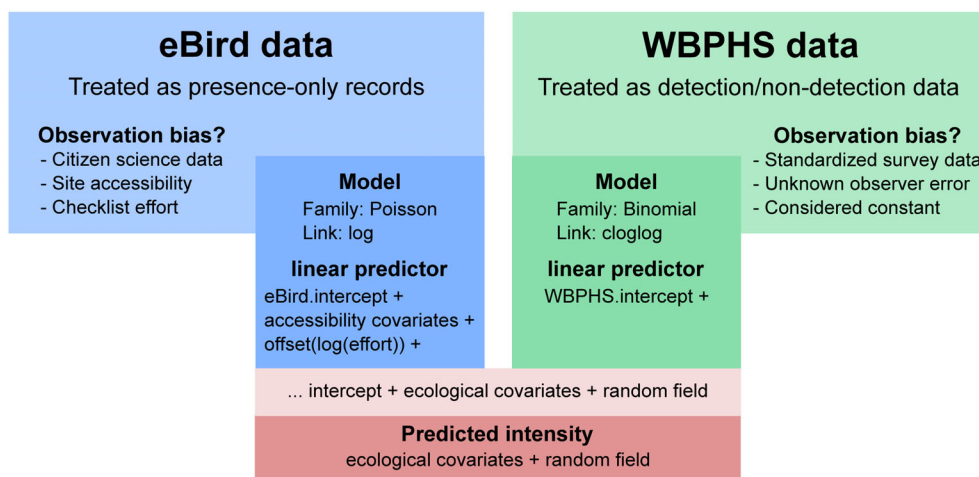 eBird data
Treated as presence-only records
Observation bias?
- Citizen science data
- Site accessibility
- Checklist effort
Model
Family: Poisson
Link: log
linear predictor
eBird.intercept +
accessibility covariates +
offset(log(effort)) +
WBPHS data
Treated as detection/non-detection data
Observation bias?
- Standardized survey data
- Unknown observer error
- Considered constant
Model
Family: Binomial
Link: cloglog
linear predictor
WBPHS.intercept +
... intercept + ecological covariates + random field
Predicted intensity
ecological covariates + random field